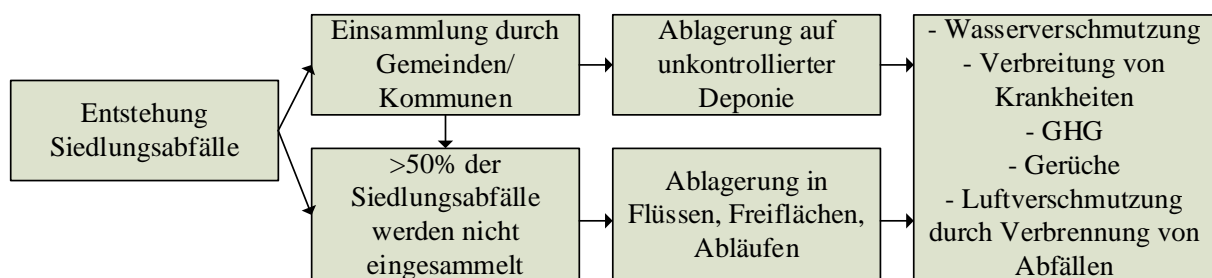 Entstehung
Siedlungsabfälle
Einsammlung durch
Gemeinden/
Kommunen
>50% der
Siedlungsabfälle
werden nicht
eingesammelt
Ablagerung auf
unkontrollierter
Deponie
Ablagerung in
Flüssen, Freiflächen,
Abläufen
- Wasserverschmutzung
- Verbreitung von
Krankheiten
- GHG
- Gerüche
- Luftverschmutzung
durch Verbrennung von
Abfällen